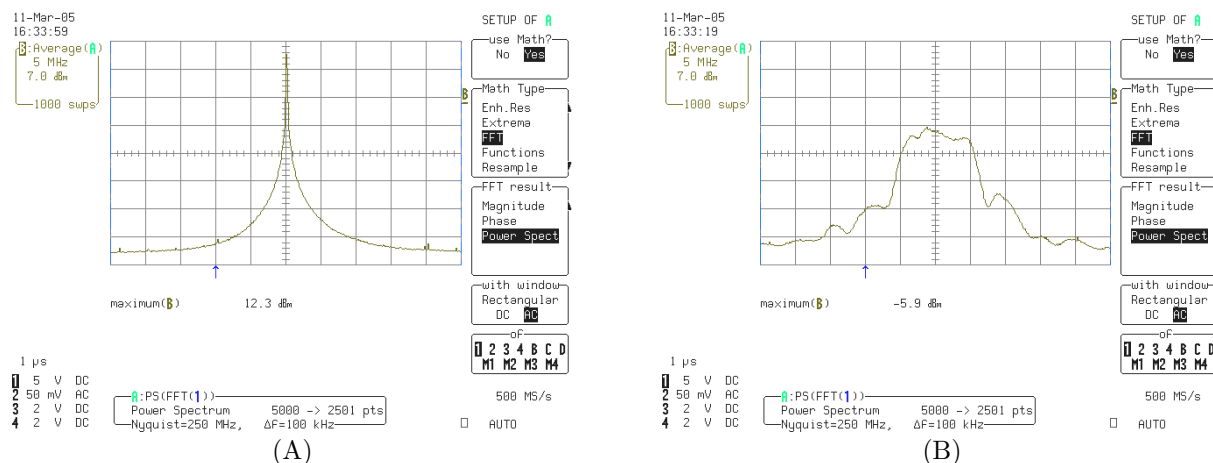 11-Mar-05
16:33:59
B:Average(A)
5 MHz
7.0 dBm
1000 swps
B
SETUP OF A
use Math?
No Yes
Math Type
Enh.Res
Extrema
FFT
Functions
Resample
FFT result
Magnitude
Phase
Power Spect
with window
Rectangular
DC AC
of
1 2 3 4 B C D
M1 M2 M3 M4
maximum(B) 12.3 dBm
1 µs
1 5 V DC
2 50 mV AC
3 2 V DC
4 2 V DC
A:PS(FFT(1))
Power Spectrum 5000 -> 2501 pts
Nyquist=250 MHz, ΔF=100 kHz
500 MS/s
AUTO
(A)
11-Mar-05
16:33:19
B:Average(A)
5 MHz
7.0 dBm
1000 swps
B
SETUP OF A
use Math?
No Yes
Math Type
Enh.Res
Extrema
FFT
Functions
Resample
FFT result
Magnitude
Phase
Power Spect
with window
Rectangular
DC AC
of
1 2 3 4 B C D
M1 M2 M3 M4
maximum(B) -5.9 dBm
1 µs
1 5 V DC
2 50 mV AC
3 2 V DC
4 2 V DC
A:PS(FFT(1))
Power Spectrum 5000 -> 2501 pts
Nyquist=250 MHz, ΔF=100 kHz
500 MS/s
AUTO
(B)